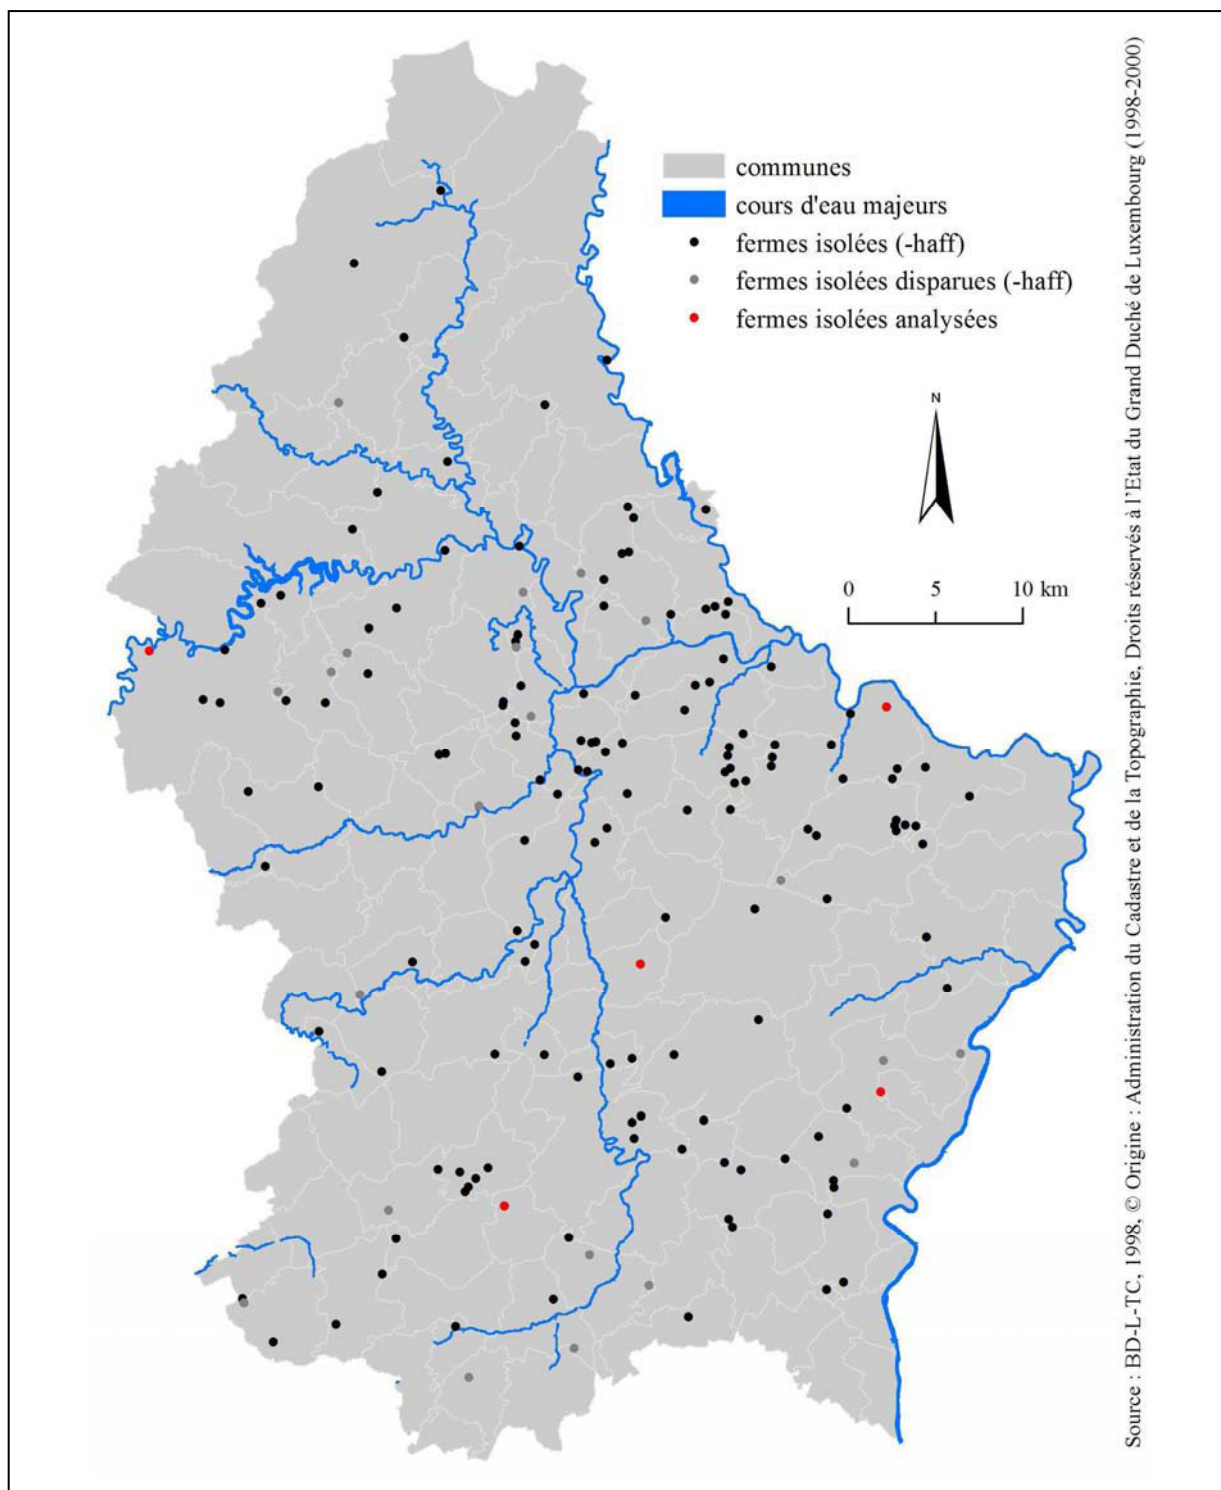 communes
cours d'eau majeurs
fermes isolées (-haff)
fermes isolées disparues (-haff)
fermes isolées analysées
N
0 5 10 km
Source : BD-L-TC, 1998, © Origine : Administration du Cadastre et de la Topographie, Droits réservés à l'Etat du Grand Duché de Luxembourg (1998-2000)